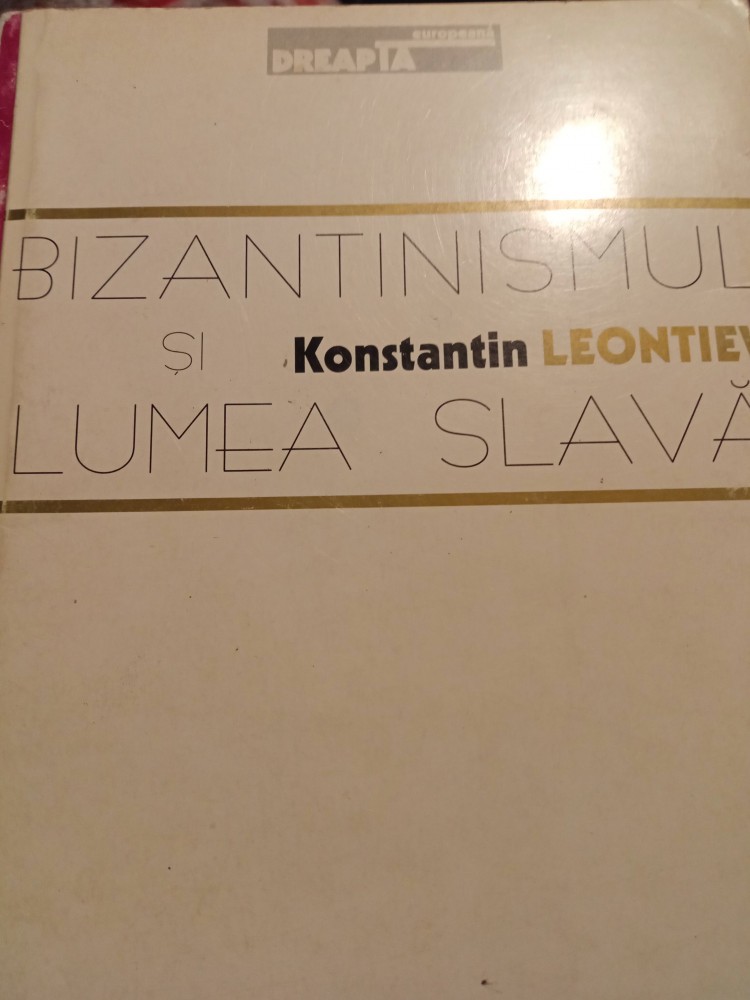 europeană
DREAPTA
BIZANTINISMUL
ȘI Konstantin LEONTIEV
LUMEA SLAVĂ